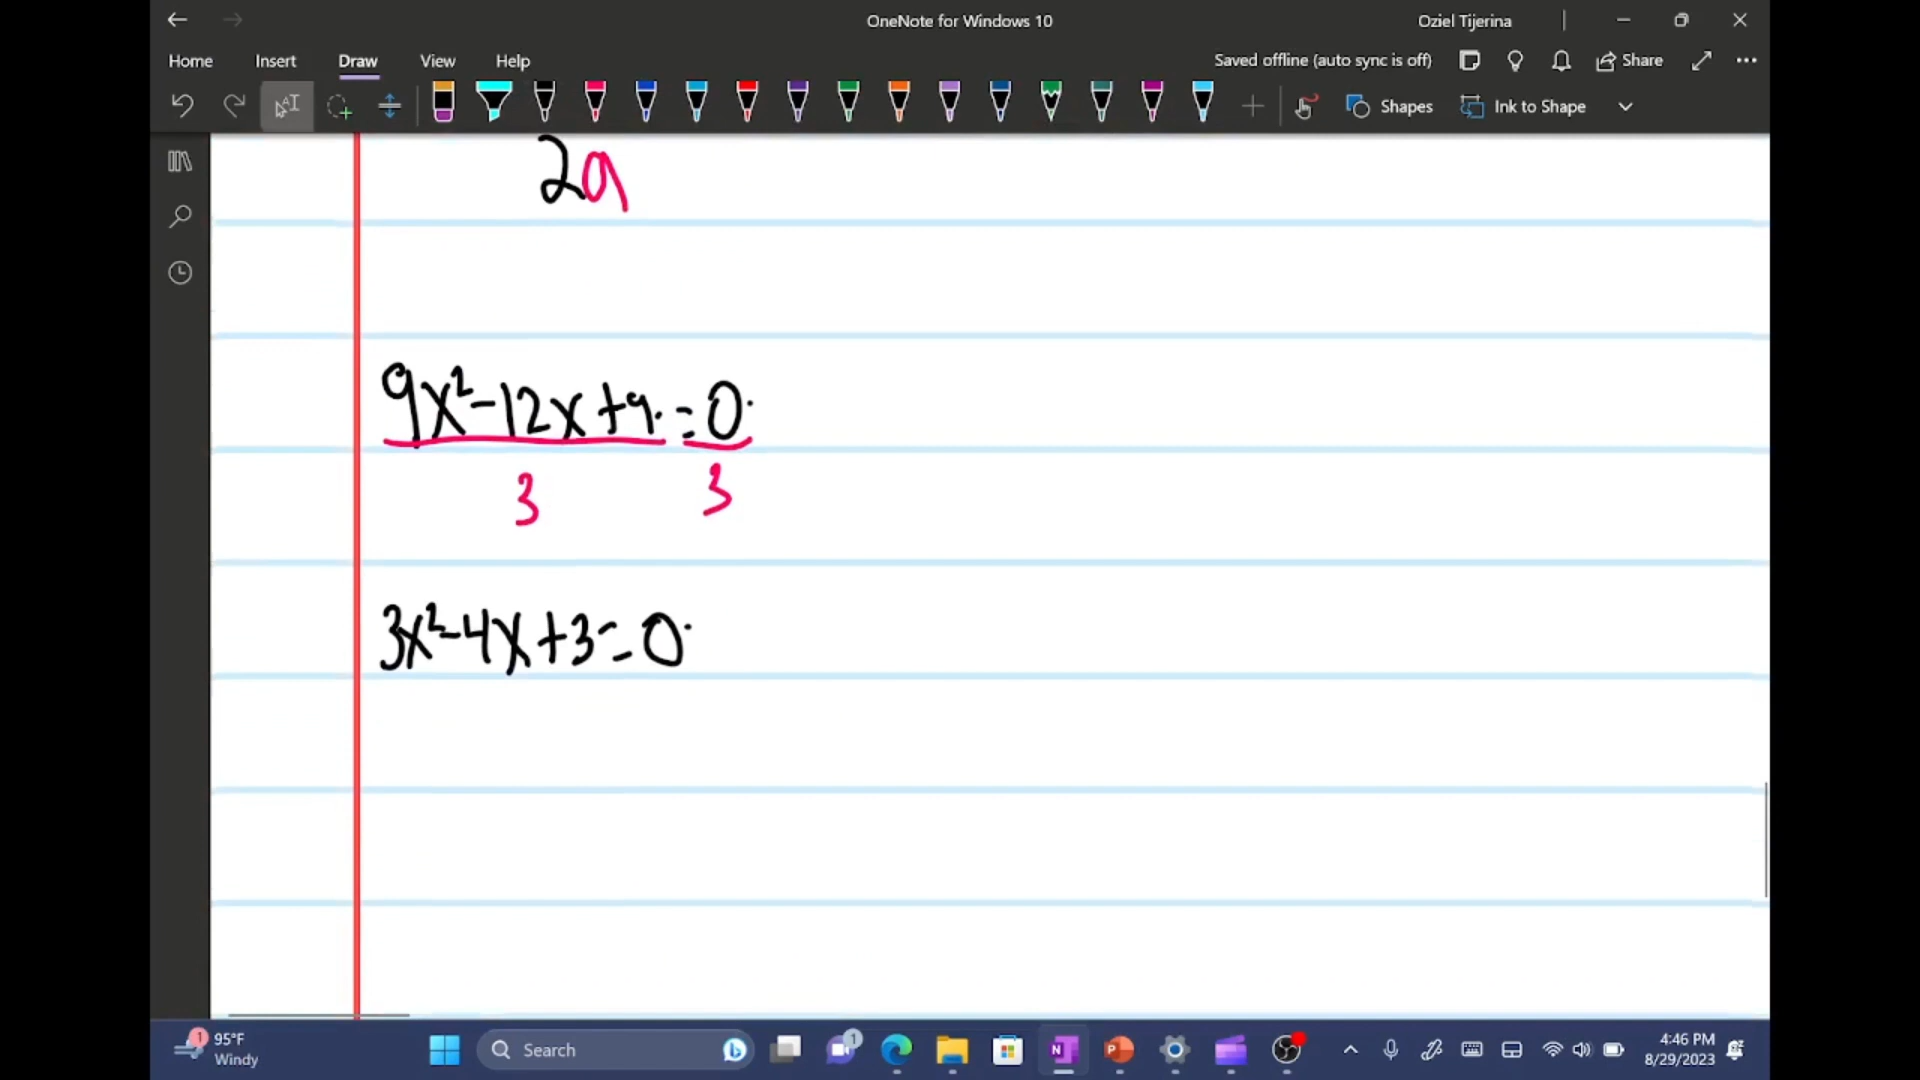 OneNote for Windows 10
Oziel Tijerina
Home Insert Draw View Help
Saved offline (auto sync is off)
Share
Shapes
Ink to Shape
2a
9x²-12x+9.=0.
3 3
3x²-4x+3=0.
1
95°F
Windy
Search
1
4:46 PM
8/29/2023